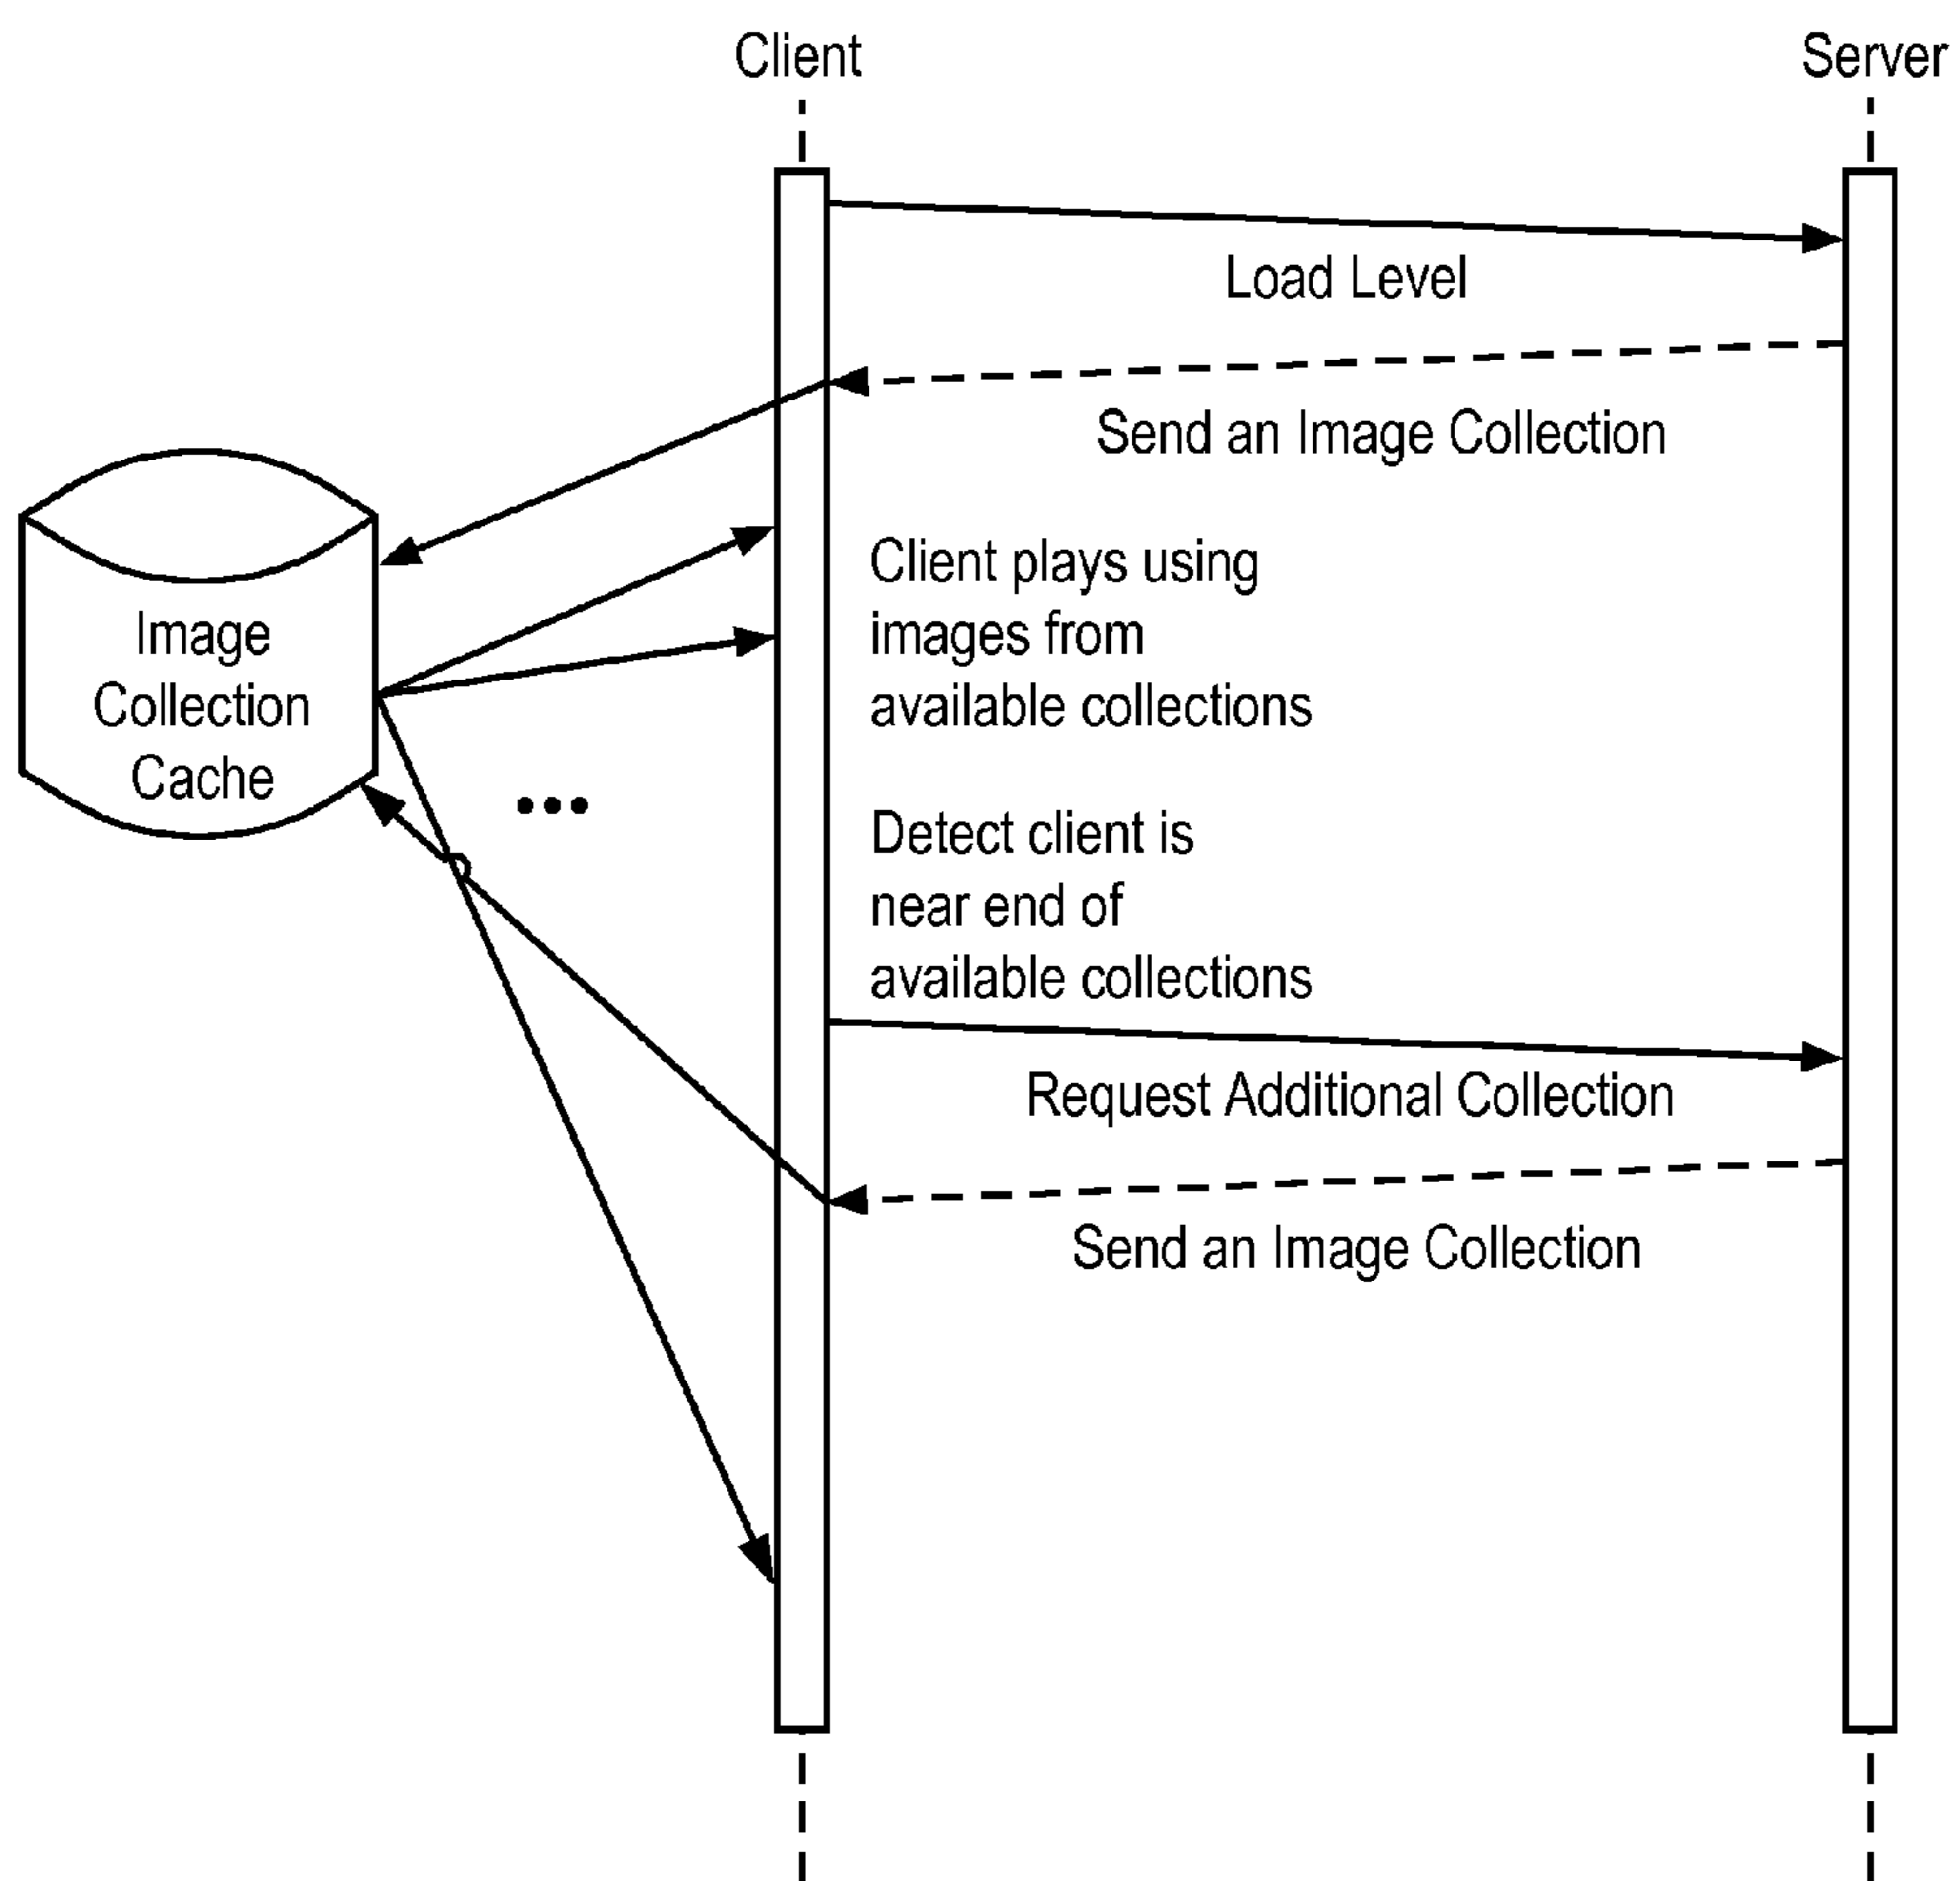 Client
Server
Load Level
Send an Image Collection
Image
Collection
Cache
Client plays using
images from
available collections
Detect client is
near end of
available collections
Request Additional Collection
Send an Image Collection